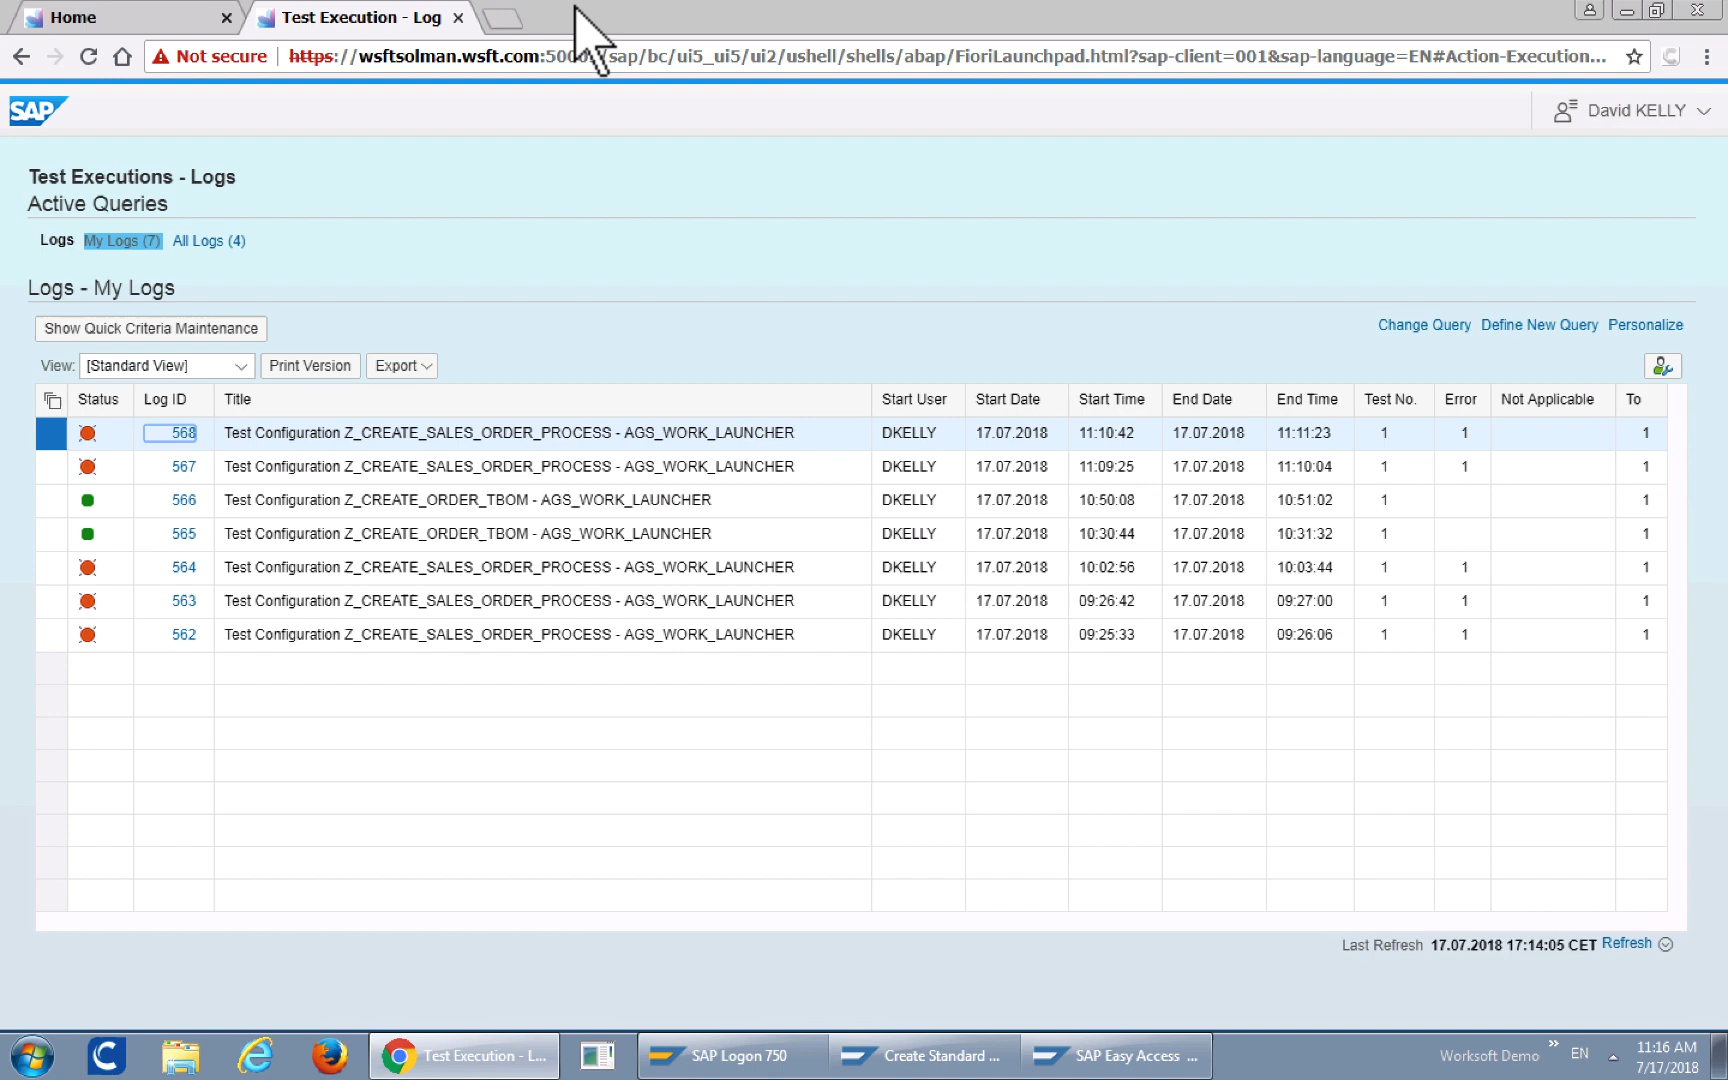 Home
Test Execution - Log
Not secure
https://wsftsolman.wsft.com:500 /sap/bc/ui5_ui5/ui2/ushell/shells/abap/FioriLaunchpad.html?sap-client=001&sap-language=EN#Action-Execution...
SAP
David KELLY
Test Executions - Logs
Active Queries
Logs My Logs (7) All Logs (4)
Logs - My Logs
Show Quick Criteria Maintenance
Change Query Define New Query Personalize
View: [Standard View] Print Version Export
Status Log ID Title Start User Start Date Start Time End Date End Time Test No. Error Not Applicable To
568 Test Configuration Z_CREATE_SALES_ORDER_PROCESS - AGS_WORK_LAUNCHER DKELLY 17.07.2018 11:10:42 17.07.2018 11:11:23 1 1 1
567 Test Configuration Z_CREATE_SALES_ORDER_PROCESS - AGS_WORK_LAUNCHER DKELLY 17.07.2018 11:09:25 17.07.2018 11:10:04 1 1 1
566 Test Configuration Z_CREATE_ORDER_TBOM - AGS_WORK_LAUNCHER DKELLY 17.07.2018 10:50:08 17.07.2018 10:51:02 1 1
565 Test Configuration Z_CREATE_ORDER_TBOM - AGS_WORK_LAUNCHER DKELLY 17.07.2018 10:30:44 17.07.2018 10:31:32 1 1
564 Test Configuration Z_CREATE_SALES_ORDER_PROCESS - AGS_WORK_LAUNCHER DKELLY 17.07.2018 10:02:56 17.07.2018 10:03:44 1 1 1
563 Test Configuration Z_CREATE_SALES_ORDER_PROCESS - AGS_WORK_LAUNCHER DKELLY 17.07.2018 09:26:42 17.07.2018 09:27:00 1 1 1
562 Test Configuration Z_CREATE_SALES_ORDER_PROCESS - AGS_WORK_LAUNCHER DKELLY 17.07.2018 09:25:33 17.07.2018 09:26:06 1 1 1
Last Refresh 17.07.2018 17:14:05 CET Refresh
Test Execution - L...
SAP Logon 750
Create Standard ...
SAP Easy Access ...
Worksoft Demo
EN
11:16 AM
7/17/2018